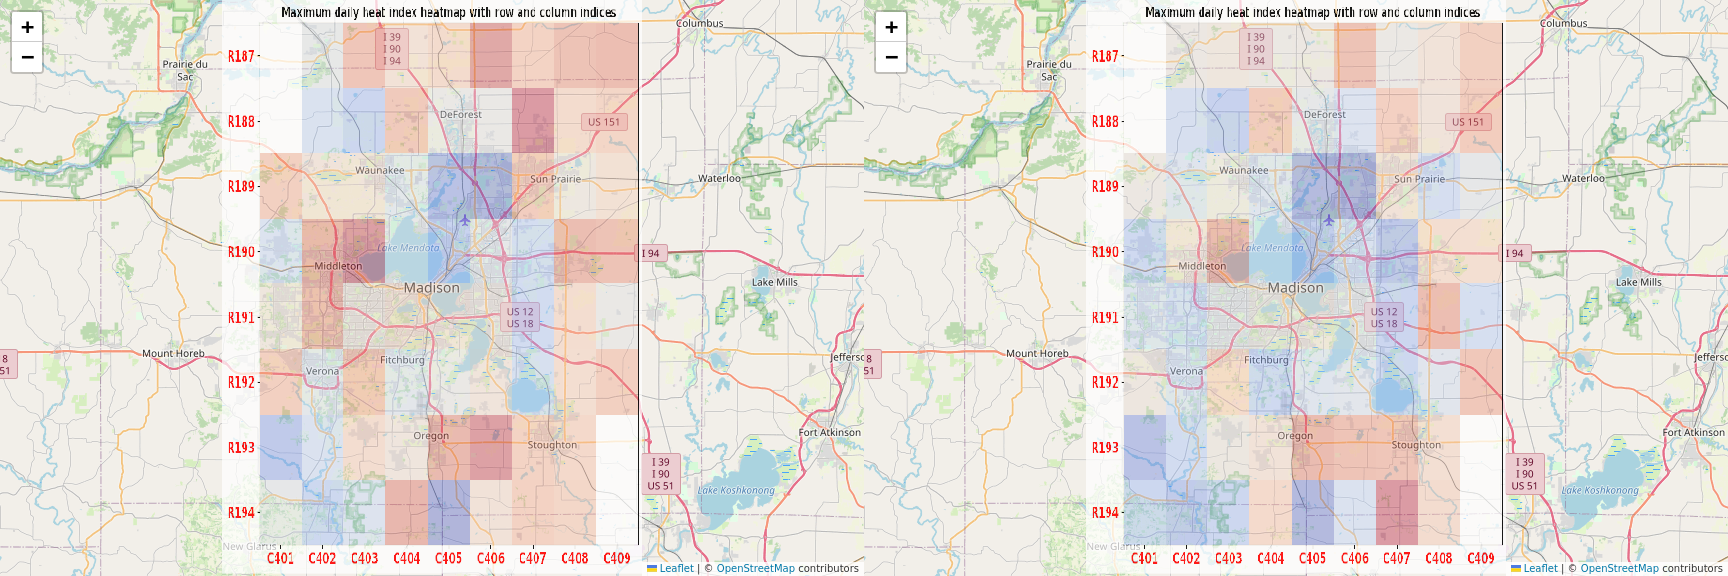 Maximum daily heat index heatmap with row and column indices
+
−
Prairie du
Sac
Columbus
I 39
I 90
I 94
R187
R188
DeForest
US 151
Waunakee
Sun Prairie
Waterloo
R189
R190
Lake Mendota
Middleton
I 94
Madison
Lake Mills
R191
US 12
US 18
8
51
Mount Horeb
Fitchburg
Jeffersc
R192
Verona
R193
Oregon
Stoughton
Fort Atkinson
I 39
I 90
US 51
Lake Koshkonong
R194
New Glarus
C401 C402 C403 C404 C405 C406 C407 C408 C409
Leaflet | © OpenStreetMap contributors
Maximum daily heat index heatmap with row and column indices
+
−
Prairie du
Sac
Columbus
I 39
I 90
I 94
R187
R188
DeForest
US 151
Waunakee
Sun Prairie
Waterloo
R189
R190
Lake Mendota
Middleton
I 94
Madison
Lake Mills
R191
US 12
US 18
8
51
Mount Horeb
Fitchburg
Jefferso
R192
Verona
R193
Oregon
Stoughton
Fort Atkinson
I 39
I 90
US 51
Lake Koshkonong
R194
New Glarus
C401 C402 C403 C404 C405 C406 C407 C408 C409
Leaflet | © OpenStreetMap contributors